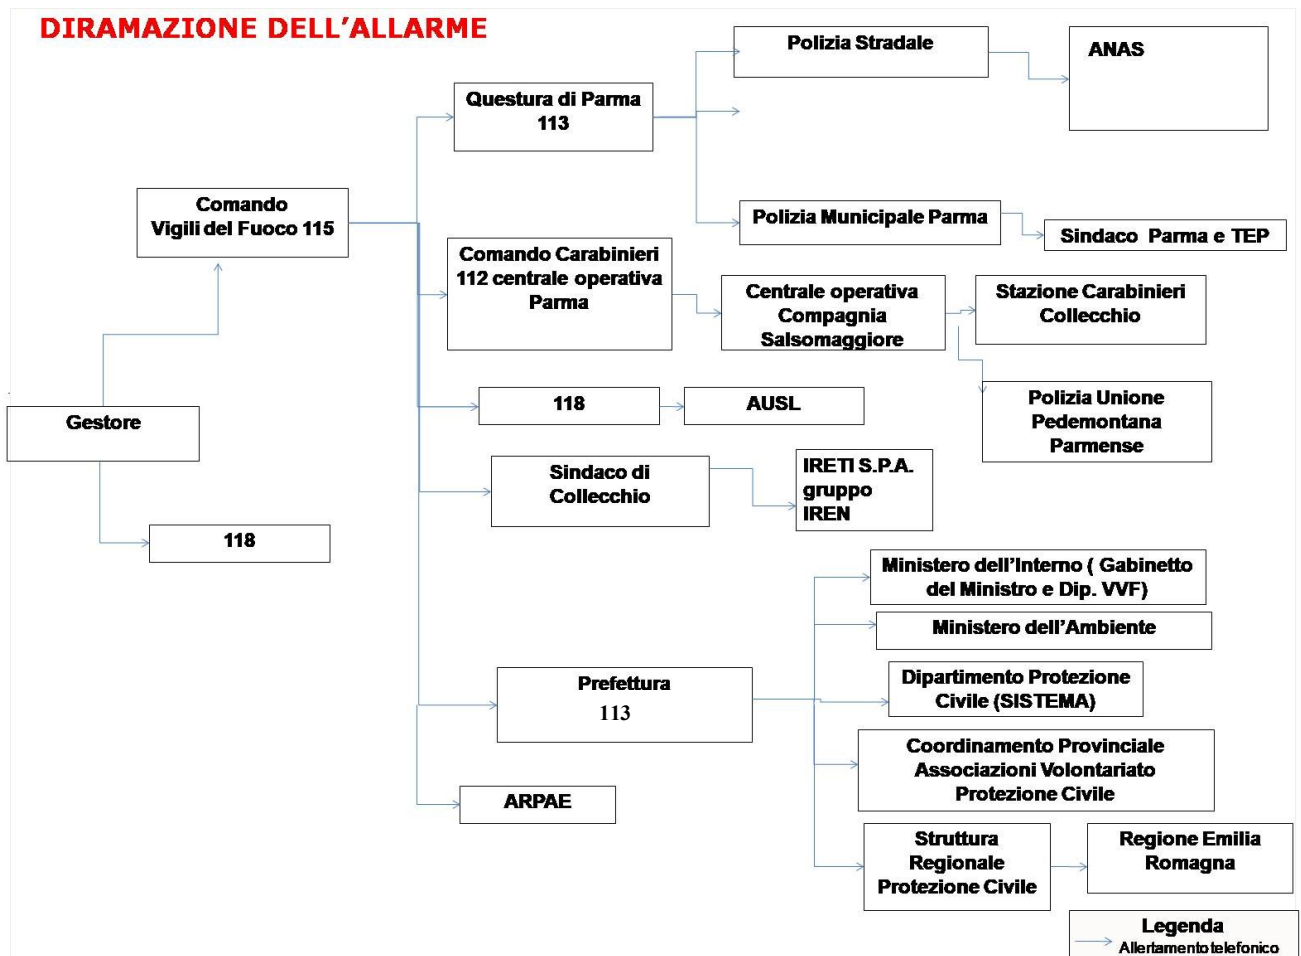 DIRAMAZIONE DELL'ALLARME
Polizia Stradale
ANAS
Questura di Parma
113
Comando
Vigili del Fuoco 115
Polizia Municipale Parma
Sindaco Parma e TEP
Comando Carabinieri
112 centrale operativa
Parma
Centrale operativa
Compagnia
Salsomaggiore
Stazione Carabinieri
Collecchio
Polizia Unione
Pedemontana
Parmense
118
AUSL
Gestore
Sindaco di
Collecchio
IRETI S.P.A.
gruppo
IREN
118
Ministero dell'Interno ( Gabinetto
del Ministro e Dip. VVF)
Ministero dell'Ambiente
Prefettura
113
Dipartimento Protezione
Civile (SISTEMA)
Coordinamento Provinciale
Associazioni Volontariato
Protezione Civile
ARPAE
Struttura
Regionale
Protezione Civile
Regione Emilia
Romagna
Legenda
Allertamento telefonico